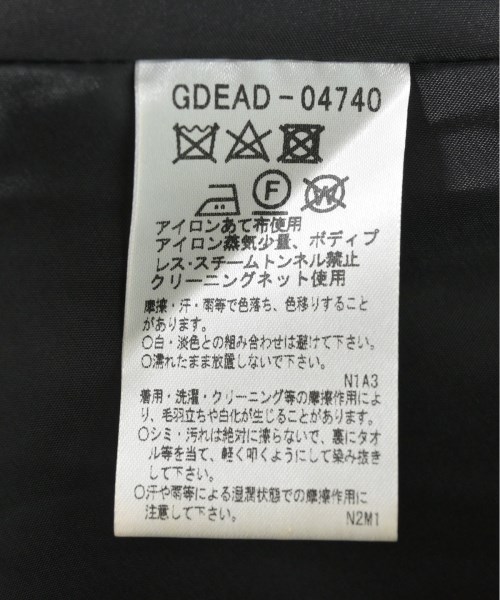 GDEAD-04740
F
W
アイロンあて布使用
アイロン蒸気少量、ボディプ
レス・スチームトンネル禁止
クリーニングネット使用
摩擦・汗・雨等で色落ち、色移りすること
があります。
○白・淡色との組み合わせは避けて下さい。
○濡れたまま放置しないで下さい。
N1A3
着用・洗濯・クリーニング等の摩擦作用によ
り、毛羽立ちや白化が生じることがあります。
○シミ・汚れは絶対に擦らないで、裏にタオ
ル等を当て、軽く叩くようにして染み抜き
して下さい。
○汗や雨等による湿潤状態での摩擦作用に
注意して下さい。
N2M1